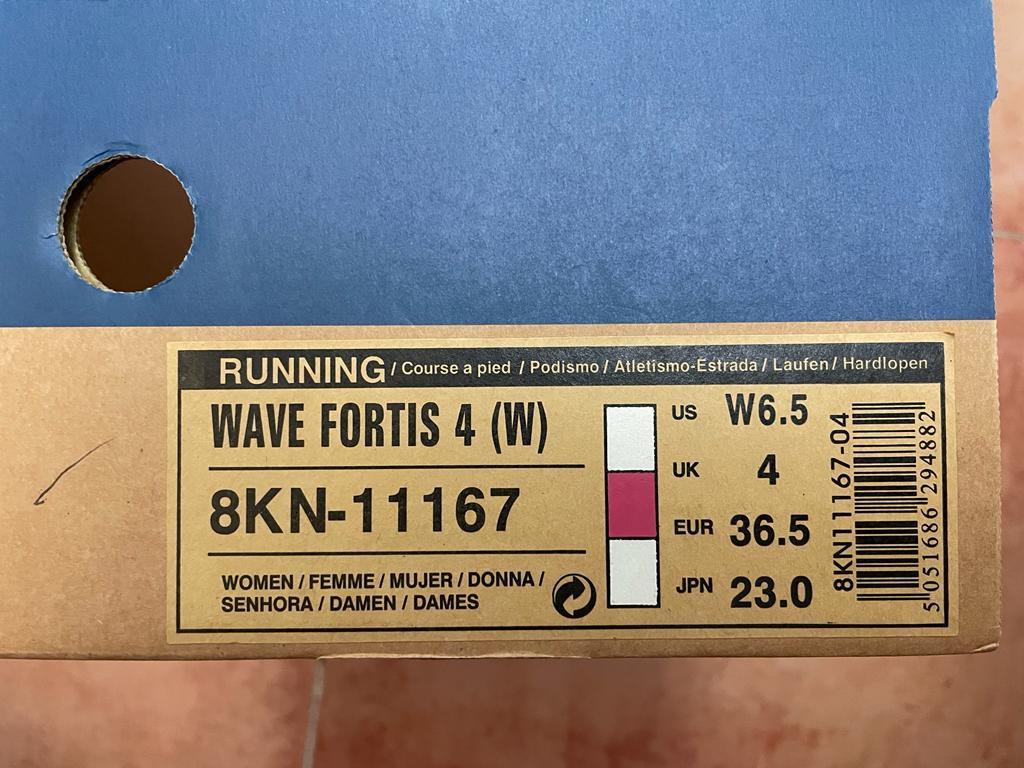 RUNNING / Course a pied / Podismo / Atletismo-Estrada / Laufen / Hardlopen
WAVE FORTIS 4 (W)
8KN-11167
WOMEN / FEMME / MUJER / DONNA /
SENHORA / DAMEN / DAMES
US W6.5
UK 4
EUR 36.5
JPN 23.0
8KN11167-04
5 051686 294882